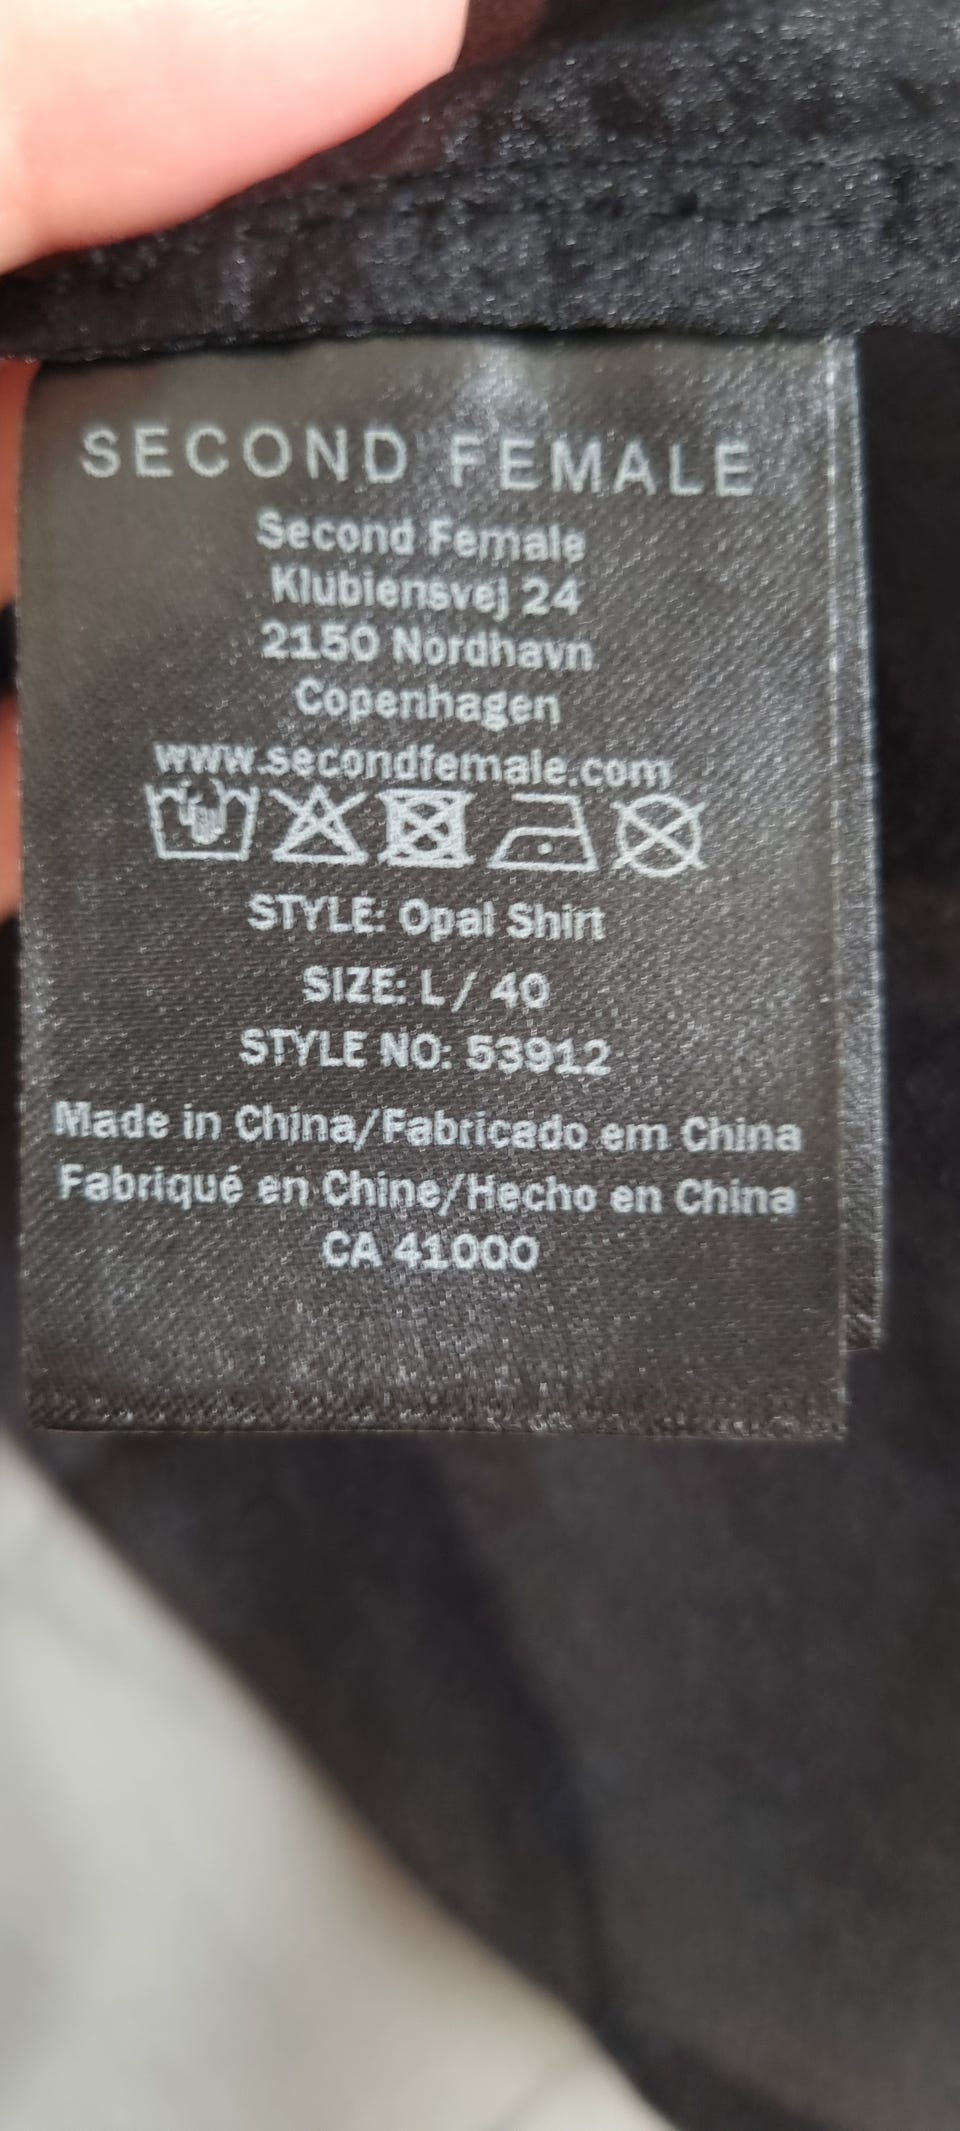 SECOND FEMALE
Second Female
Klubiensvej 24
2150 Nordhavn
Copenhagen
www.secondfemale.com
STYLE: Opal Shirt
SIZE: L / 40
STYLE NO: 53912
Made in China/Fabricado em China
Fabriqué en Chine/Hecho en China
CA 41000